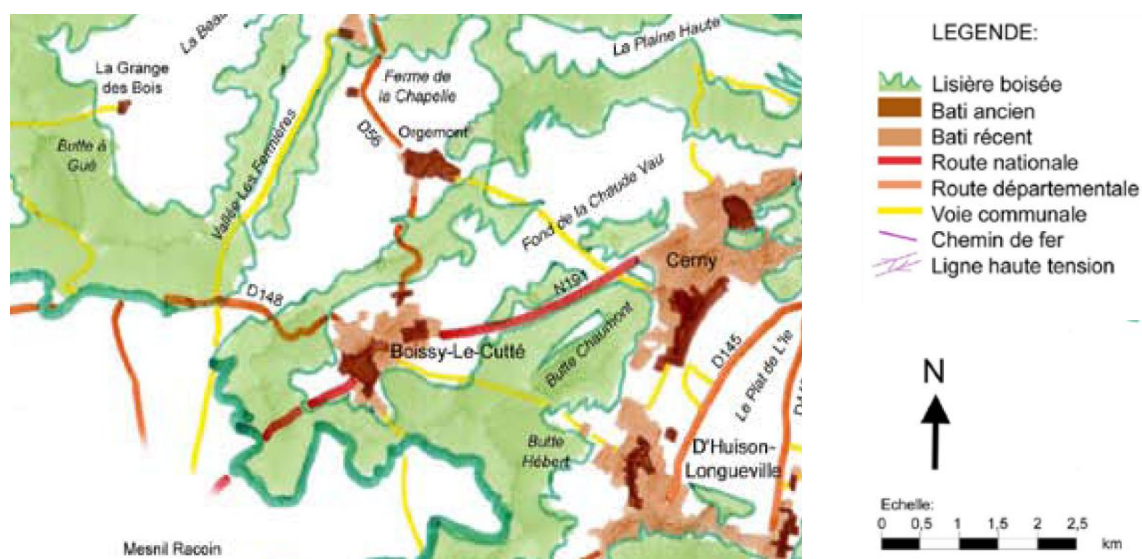 La Beau
La Plaine Haute
La Grange
des Bois
Ferme de
la Chapelle
Orgemont
D56
Butte à
Gué
Vallée Les Fermières
Fond de la Chaude Vau
Cerny
N191
D148
Boissy-Le-Cutté
Butte Chaumont
D145
Le Plat de L'Ie
Butte
Hébert
D'Huison-
Longueville
Mesnil Racoin
LEGENDE:
Lisière boisée
Bati ancien
Bati récent
Route nationale
Route départementale
Voie communale
Chemin de fer
Ligne haute tension
N
Echelle:
0 0,5 1 1,5 2 2,5
km